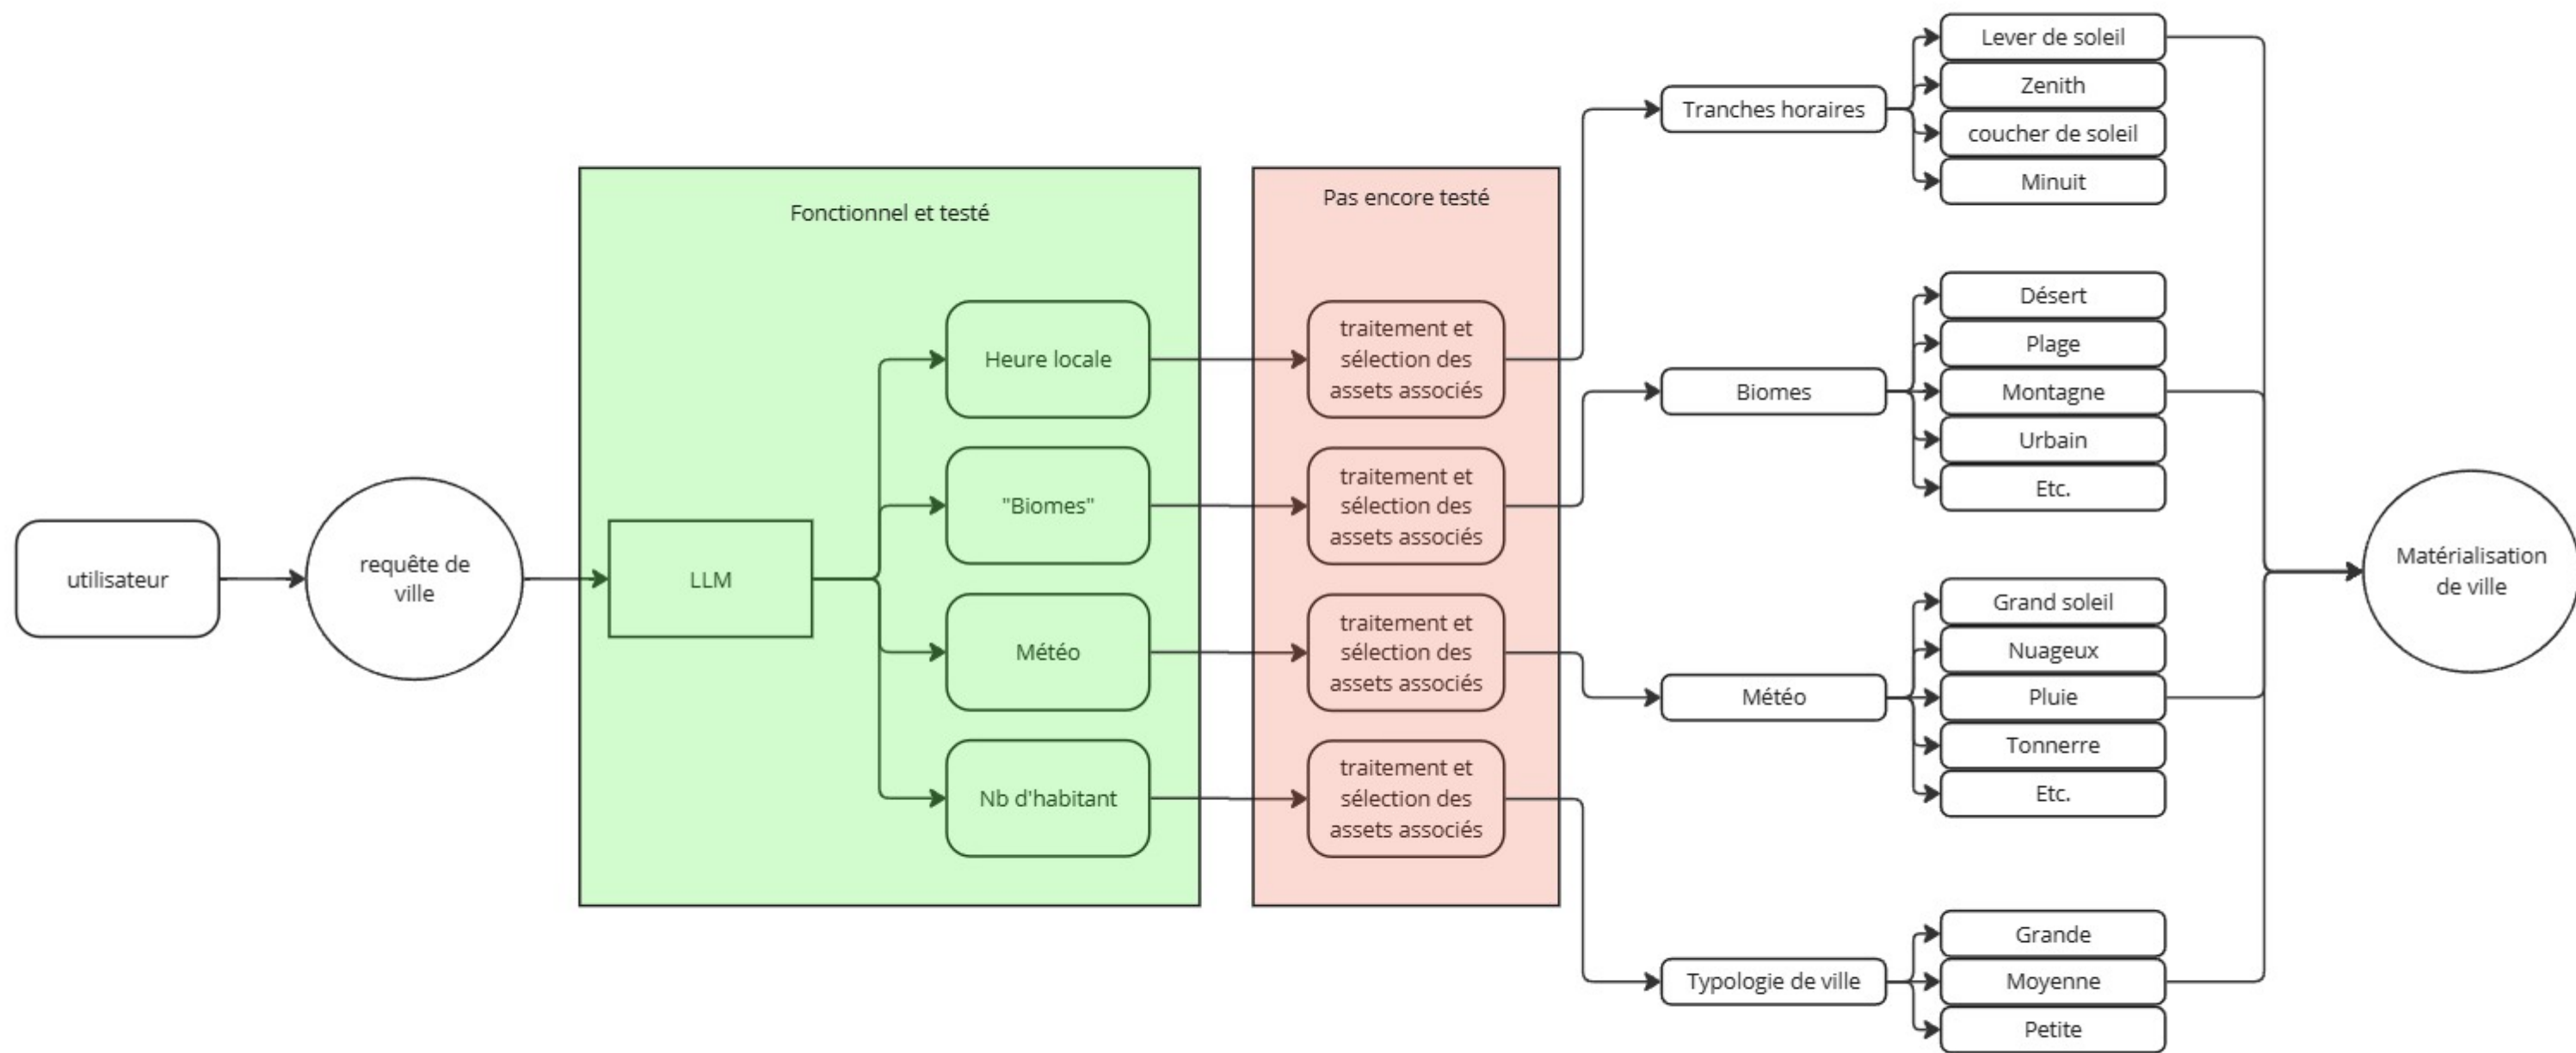 utilisateur
requête de
ville
Fonctionnel et testé
LLM
Heure locale
"Biomes"
Météo
Nb d'habitant
Pas encore testé
traitement et
sélection des
assets associés
traitement et
sélection des
assets associés
traitement et
sélection des
assets associés
traitement et
sélection des
assets associés
Tranches horaires
Lever de soleil
Zenith
coucher de soleil
Minuit
Biomes
Désert
Plage
Montagne
Urbain
Etc.
Météo
Grand soleil
Nuageux
Pluie
Tonnerre
Etc.
Typologie de ville
Grande
Moyenne
Petite
Matérialisation
de ville